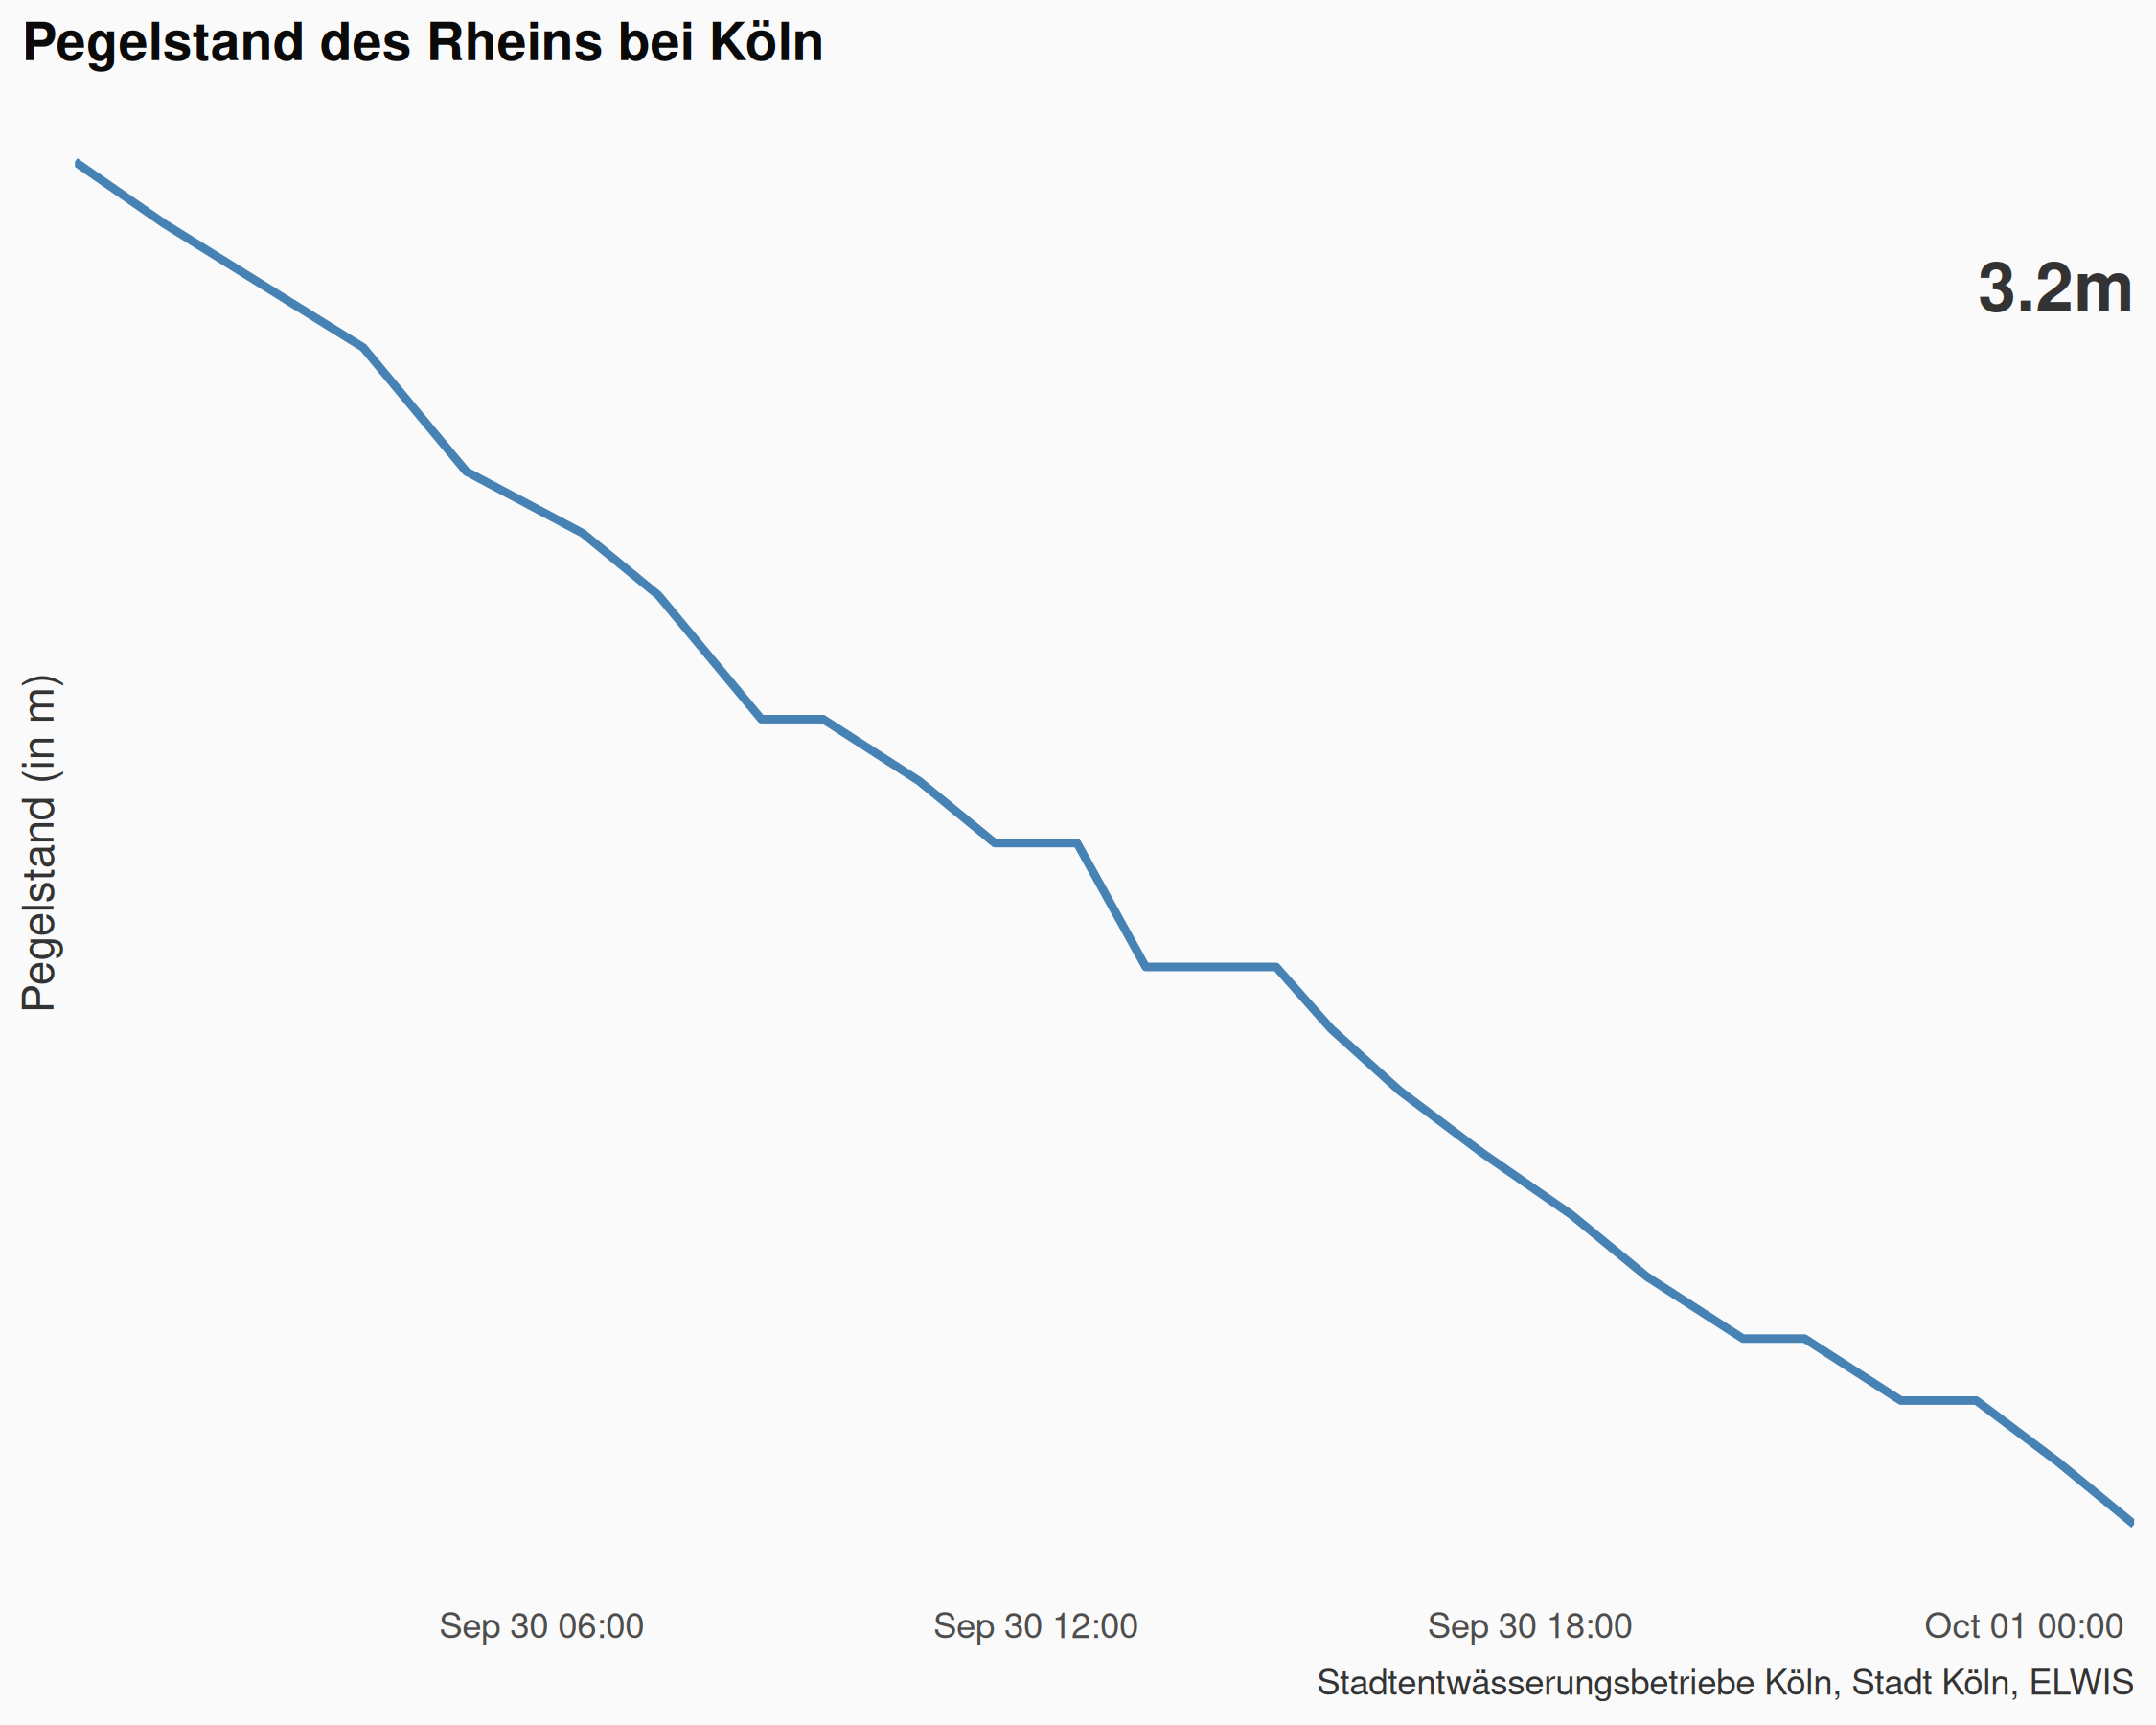 Pegelstand des Rheins bei Köln
3.2m
Pegelstand (in m)
Sep 30 06:00
Sep 30 12:00
Sep 30 18:00
Oct 01 00:00
Stadtentwässerungsbetriebe Köln, Stadt Köln, ELWIS